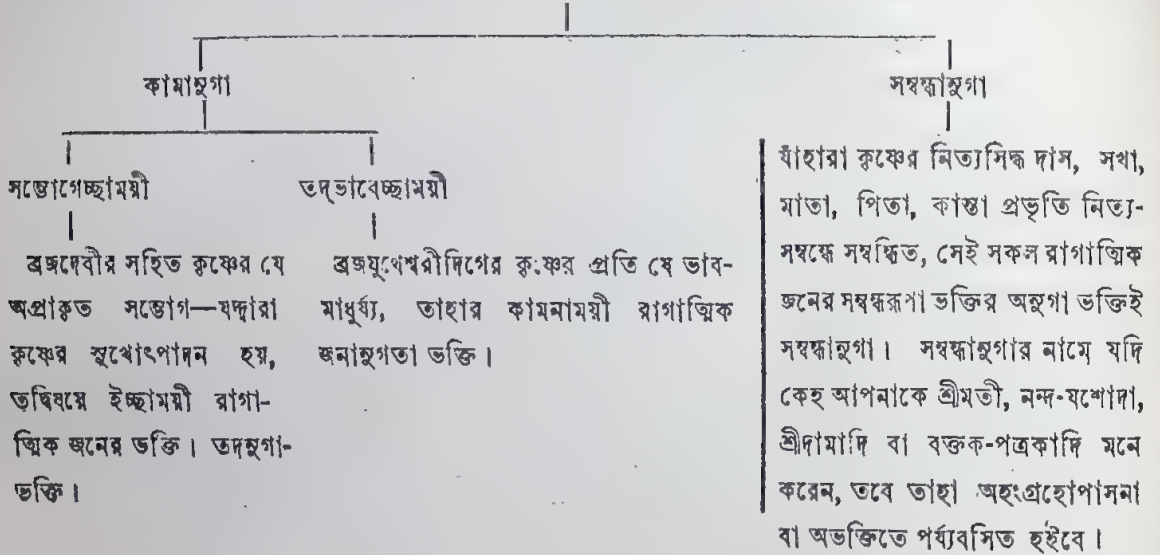 কামানুগা
সম্বন্ধানুগা
সম্ভোগেচ্ছাময়ী
তদ্ভাবেচ্ছাময়ী
ব্রজদেবীর সহিত কৃষ্ণের যে
অপ্রাকৃত সম্ভোগ—যদ্দ্বারা
কৃষ্ণের সুখোৎপাদন হয়,
তদ্বিষয়ে ইচ্ছাময়ী রাগা-
ত্মিক জনের ভক্তি। তদনুগা-
ভক্তি।
ব্রজযূথেশ্বরীদিগের কৃষ্ণের প্রতি যে ভাব-
মাধুর্য্য, তাহার কামনাময়ী রাগাত্মিক
জনানুগতা ভক্তি।
যাঁহারা কৃষ্ণের নিত্যসিদ্ধ দাস, সখা,
মাতা, পিতা, কান্তা প্রভৃতি নিত্য-
সম্বন্ধে সম্বন্ধিত, সেই সকল রাগাত্মিক
জনের সম্বন্ধরূপা ভক্তির অনুগা ভক্তিই
সম্বন্ধানুগা। সম্বন্ধানুগার নামে যদি
কেহ আপনাকে শ্রীমতী, নন্দ-যশোদা,
শ্রীদামাদি বা রক্তক-পত্রকাদি মনে
করেন, তবে তাহা অহংগ্রহোপাসনা
বা অভক্তিতে পর্য্যবসিত হইবে।